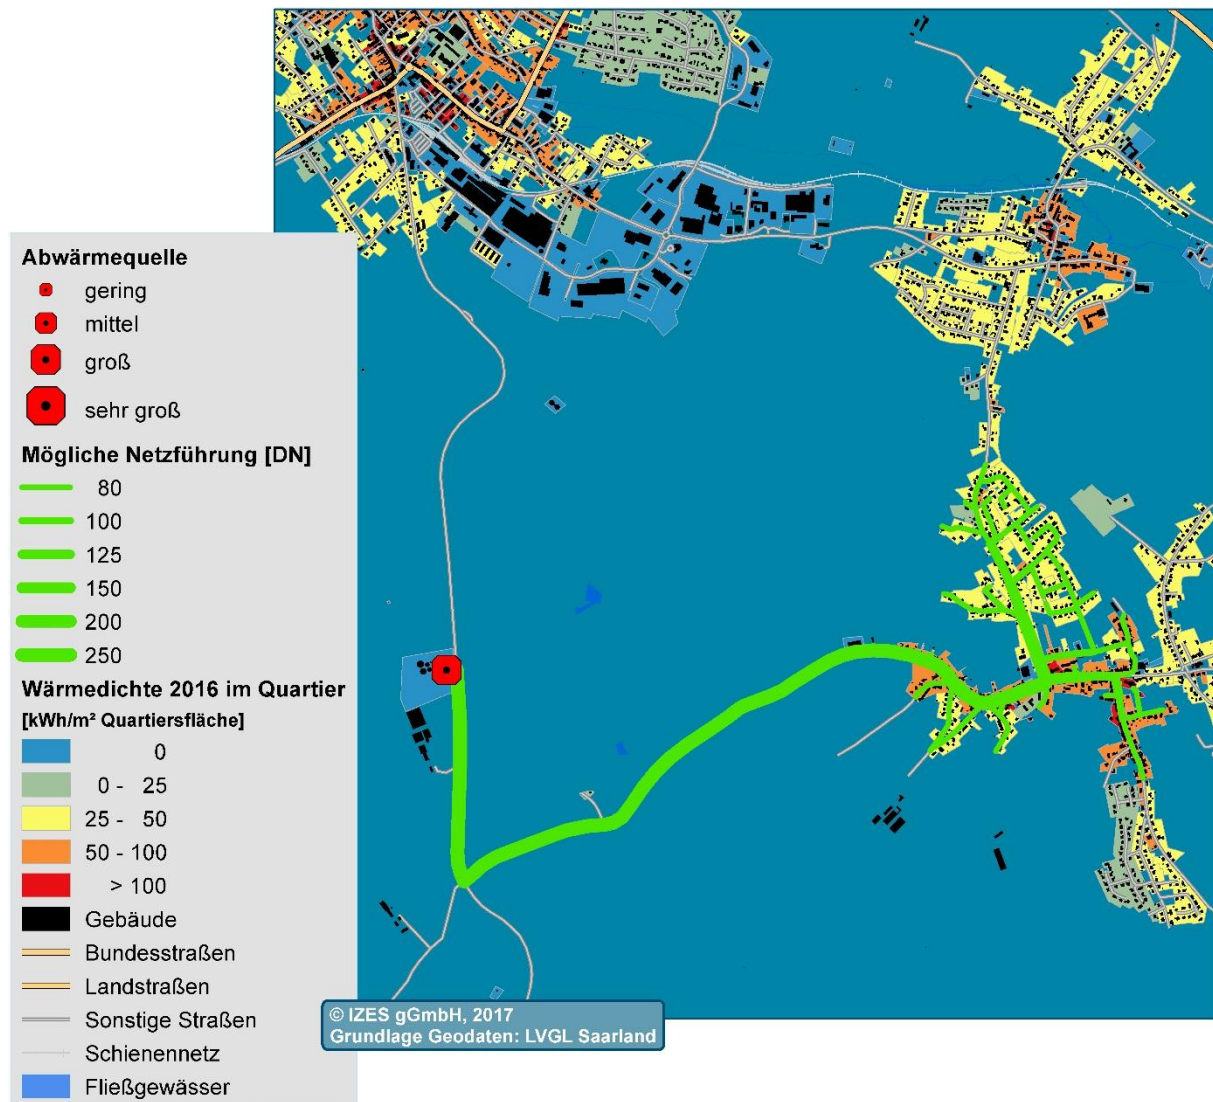 Abwärmequelle
gering
mittel
groß
sehr groß
Mögliche Netzführung [DN]
80
100
125
150
200
250
Wärmedichte 2016 im Quartier
[kWh/m² Quartiersfläche]
0
0 - 25
25 - 50
50 - 100
> 100
Gebäude
Bundesstraßen
Landstraßen
Sonstige Straßen
Schienennetz
Fließgewässer
© IZES gGmbH, 2017
Grundlage Geodaten: LVGL Saarland